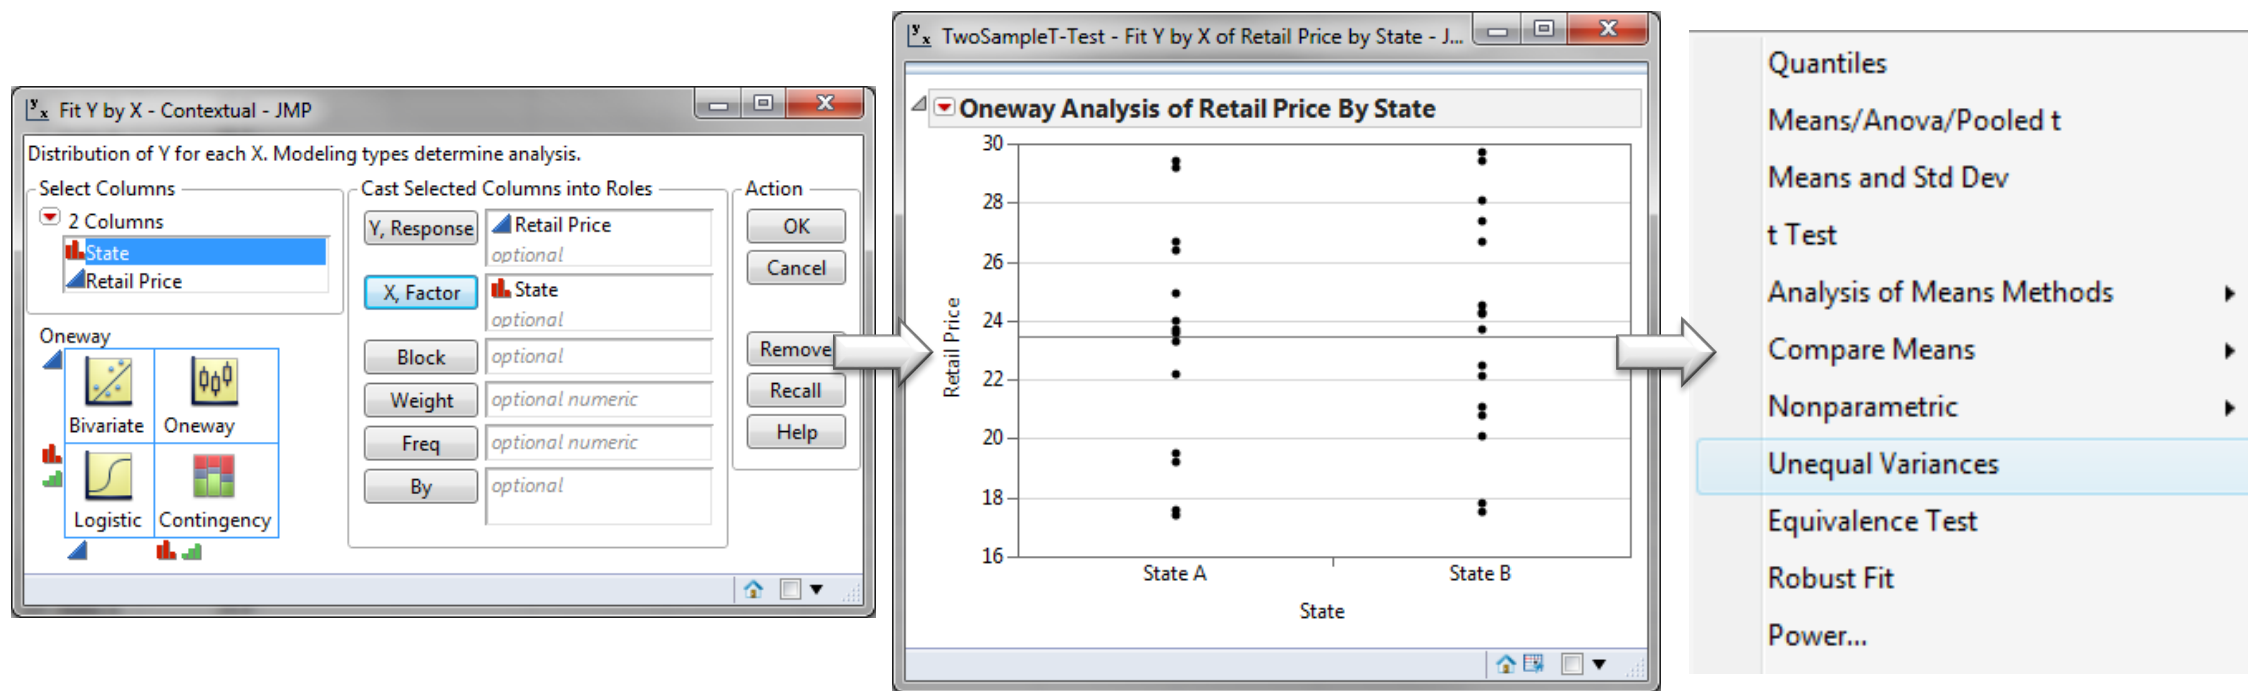 Fit Y by X - Contextual - JMP
Distribution of Y for each X. Modeling types determine analysis.
Select Columns
2 Columns
State
Retail Price
Oneway
Bivariate
Oneway
Logistic
Contingency
Cast Selected Columns into Roles
Y, Response
Retail Price
optional
X, Factor
State
optional
Block
optional
Weight
optional numeric
Freq
optional numeric
By
optional
Action
OK
Cancel
Remove
Recall
Help
TwoSampleT-Test - Fit Y by X of Retail Price by State - J...
Oneway Analysis of Retail Price By State
30
28
26
24
22
20
18
16
Retail Price
State A
State B
State
Quantiles
Means/Anova/Pooled t
Means and Std Dev
t Test
Analysis of Means Methods
Compare Means
Nonparametric
Unequal Variances
Equivalence Test
Robust Fit
Power...